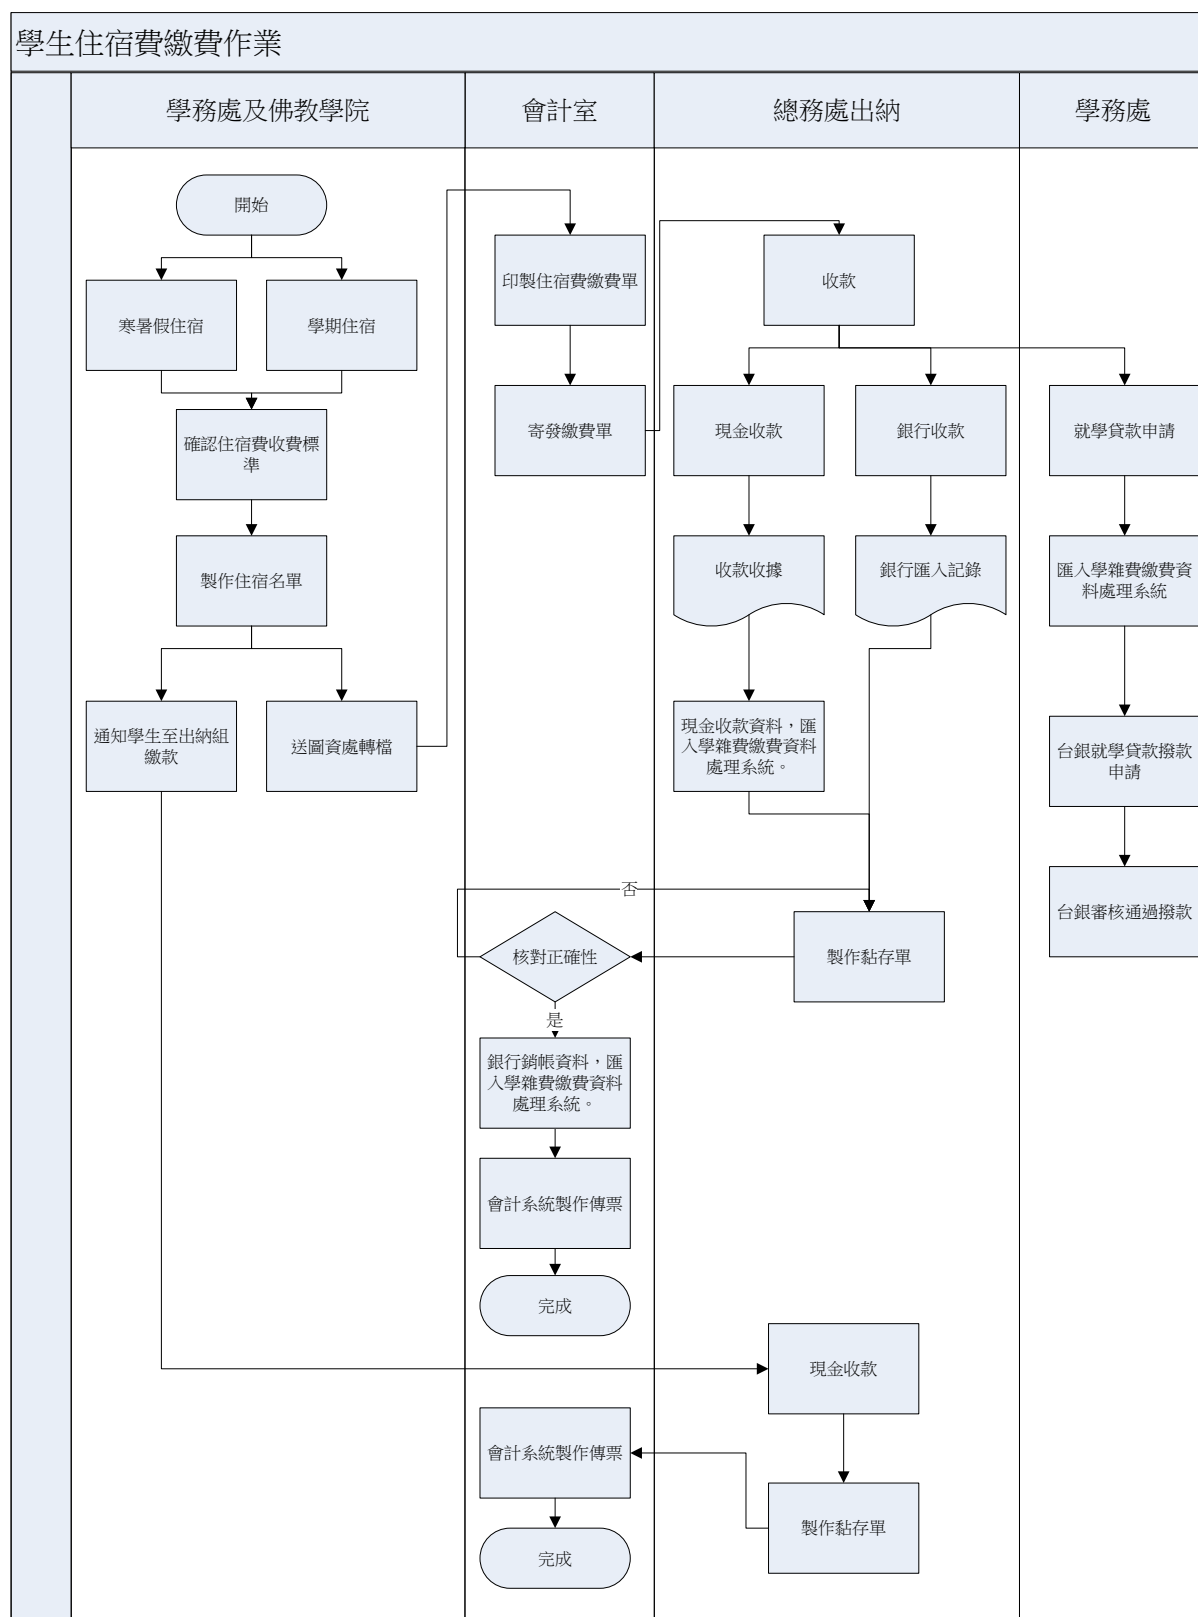 學生住宿費繳費作業
學務處及佛教學院
會計室
總務處出納
學務處
開始
寒暑假住宿
學期住宿
確認住宿費收費標
準
製作住宿名單
通知學生至出納組
繳款
送圖資處轉檔
印製住宿費繳費單
寄發繳費單
收款
現金收款
銀行收款
就學貸款申請
收款收據
銀行匯入記錄
匯入學雜費繳費資
料處理系統
現金收款資料，匯
入學雜費繳費資料
處理系統。
台銀就學貸款撥款
申請
台銀審核通過撥款
否
核對正確性
製作黏存單
是
銀行銷帳資料，匯
入學雜費繳費資料
處理系統。
會計系統製作傳票
完成
現金收款
會計系統製作傳票
製作黏存單
完成